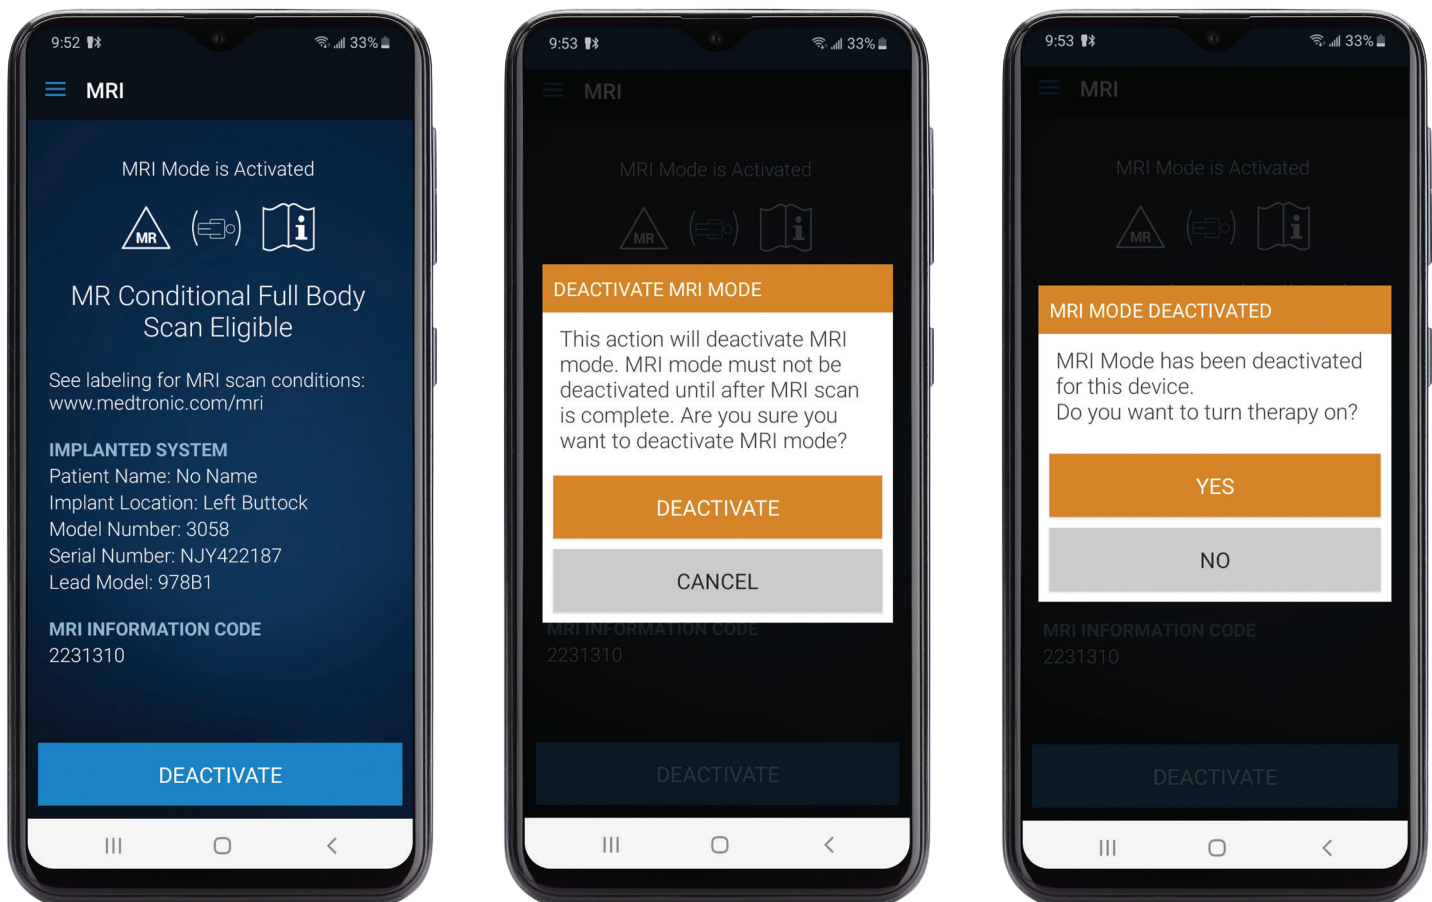 9:52
33%
MRI
MRI Mode is Activated
MR
i
MR Conditional Full Body
Scan Eligible
See labeling for MRI scan conditions:
www.medtronic.com/mri
IMPLANTED SYSTEM
Patient Name: No Name
Implant Location: Left Buttock
Model Number: 3058
Serial Number: NJY422187
Lead Model: 978B1
MRI INFORMATION CODE
2231310
DEACTIVATE
9:53
33%
MRI
MRI Mode is Activated
MR
i
DEACTIVATE MRI MODE
This action will deactivate MRI
mode. MRI mode must not be
deactivated until after MRI scan
is complete. Are you sure you
want to deactivate MRI mode?
DEACTIVATE
CANCEL
MRI INFORMATION CODE
2231310
DEACTIVATE
9:53
33%
MRI
MRI Mode is Activated
MR
i
MRI MODE DEACTIVATED
MRI Mode has been deactivated
for this device.
Do you want to turn therapy on?
YES
NO
MRI INFORMATION CODE
2231310
DEACTIVATE